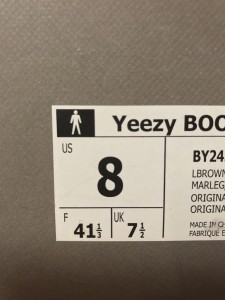 Yeezy BOO
US
8
BY24
LBROWN
MARLEG
ORIGINA
ORIGINA
F 41⅓
UK 7½
MADE IN C
FABRIQUE E